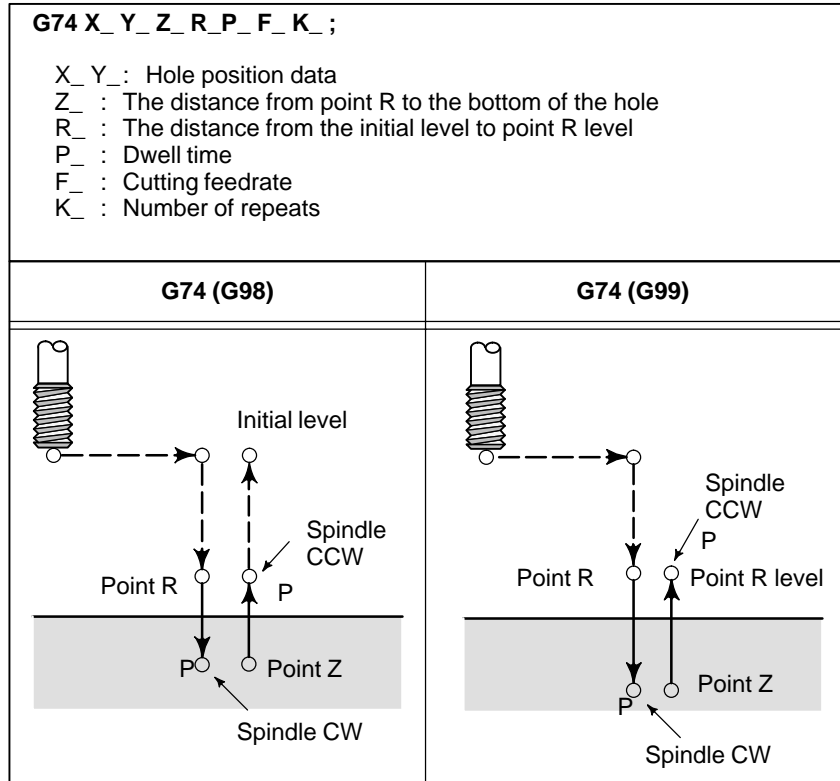 G74 X_ Y_ Z_ R_P_ F_ K_ ;
X_ Y_ : Hole position data
Z_ : The distance from point R to the bottom of the hole
R_ : The distance from the initial level to point R level
P_ : Dwell time
F_ : Cutting feedrate
K_ : Number of repeats
G74 (G98)
Initial level
Spindle
CCW
Point R
P
P
Point Z
Spindle CW
G74 (G99)
Spindle
CCW
P
Point R
Point R level
P
Point Z
Spindle CW